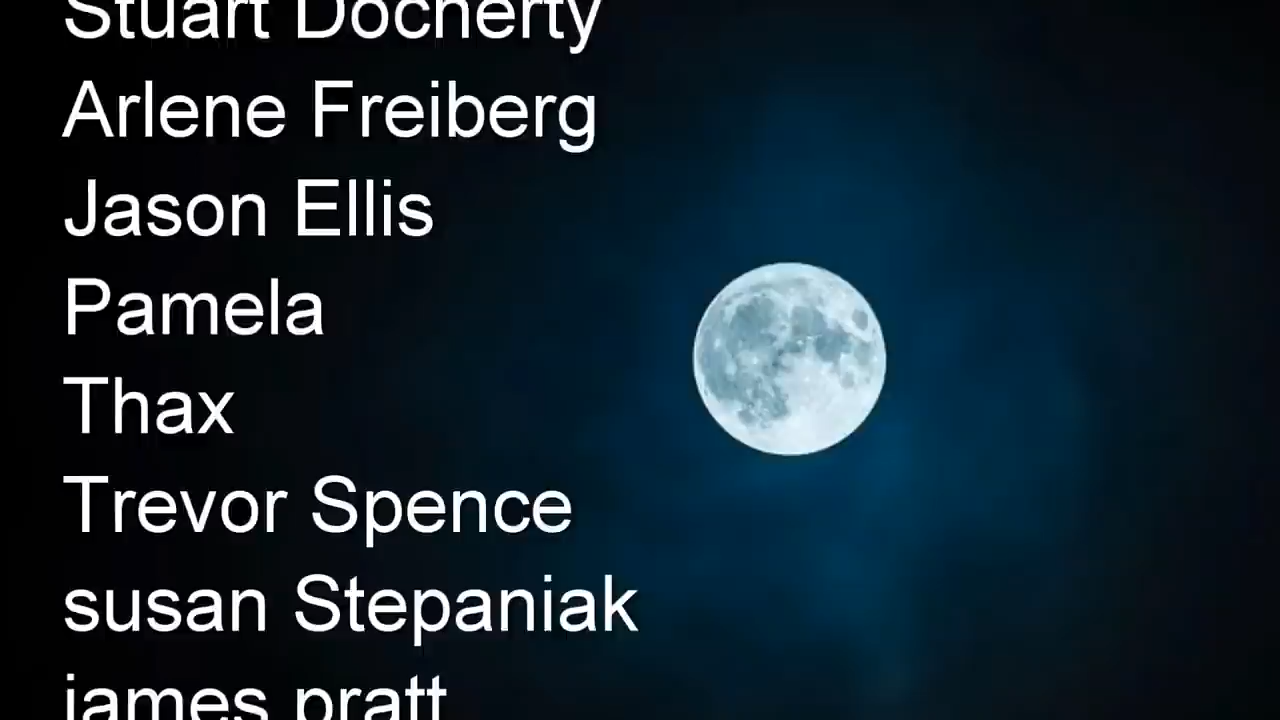 Stuart Docherty
Arlene Freiberg
Jason Ellis
Pamela
Thax
Trevor Spence
susan Stepaniak
james pratt